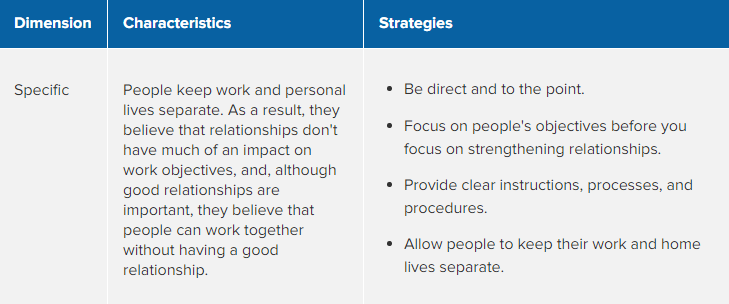 Dimension
Characteristics
Strategies
Specific
People keep work and personal
lives separate. As a result, they
believe that relationships don't
have much of an impact on
work objectives, and, although
good relationships are
important, they believe that
people can work together
without having a good
relationship.
• Be direct and to the point.
• Focus on people's objectives before you
focus on strengthening relationships.
• Provide clear instructions, processes, and
procedures.
• Allow people to keep their work and home
lives separate.